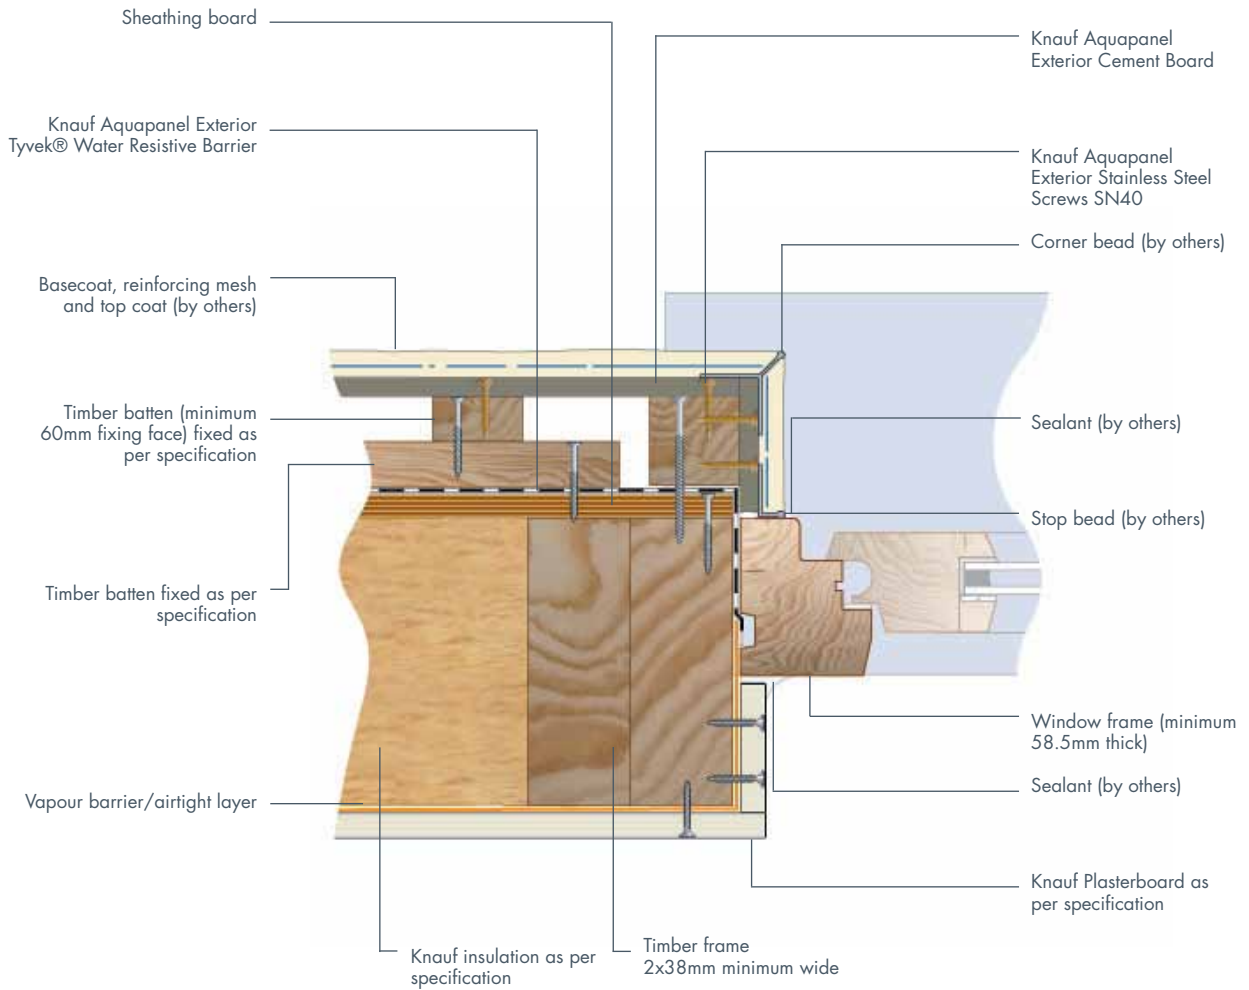 Sheathing board
Knauf Aquapanel
Exterior Cement Board
Knauf Aquapanel Exterior
Tyvek® Water Resistive Barrier
Knauf Aquapanel
Exterior Stainless Steel
Screws SN40
Corner bead (by others)
Basecoat, reinforcing mesh
and top coat (by others)
Timber batten (minimum
60mm fixing face) fixed as
per specification
Sealant (by others)
Stop bead (by others)
Timber batten fixed as per
specification
Window frame (minimum
58.5mm thick)
Sealant (by others)
Vapour barrier/airtight layer
Knauf Plasterboard as
per specification
Knauf insulation as per
specification
Timber frame
2x38mm minimum wide